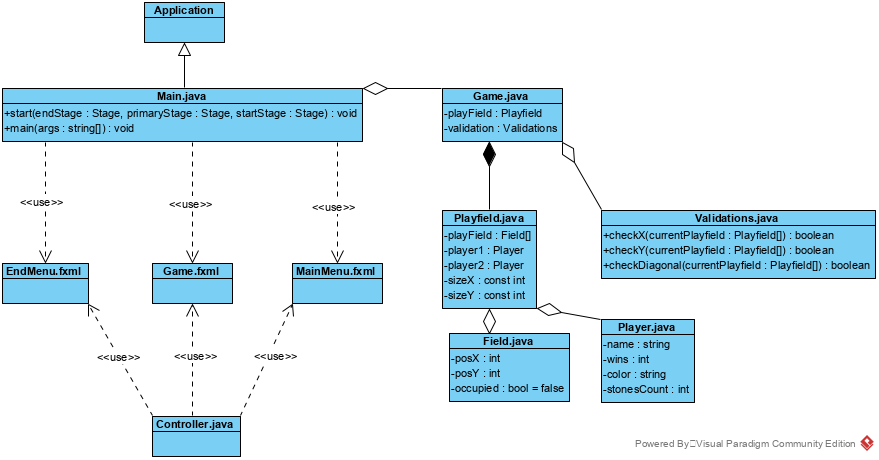 Application
Main.java
+start(endStage : Stage, primaryStage : Stage, startStage : Stage) : void
+main(args : string[]) : void
Game.java
-playField : Playfield
-validation : Validations
<<use>>
<<use>>
<<use>>
Playfield.java
-playField : Field[]
-player1 : Player
-player2 : Player
-sizeX : const int
-sizeY : const int
Validations.java
+checkX(currentPlayfield : Playfield[]) : boolean
+checkY(currentPlayfield : Playfield[]) : boolean
+checkDiagonal(currentPlayfield : Playfield[]) : boolean
EndMenu.fxml
Game.fxml
MainMenu.fxml
Field.java
-posX : int
-posY : int
-occupied : bool = false
Player.java
-name : string
-wins : int
-color : string
-stonesCount : int
<<use>>
<<use>>
<<use>>
Controller.java
Powered By Visual Paradigm Community Edition